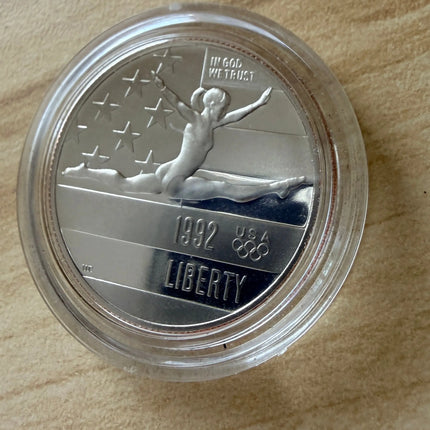 IN GOD
WE TRUST
1992
USA
LIBERTY